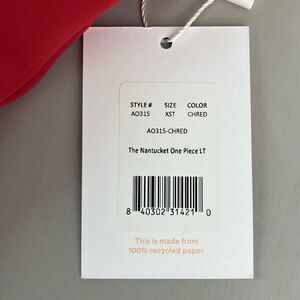 STYLE # SIZE COLOR
AO315 XST CHRED
AO315-CHRED
The Nantucket One Piece LT
8 40302 31421 0
This is made from
100% recycled paper.